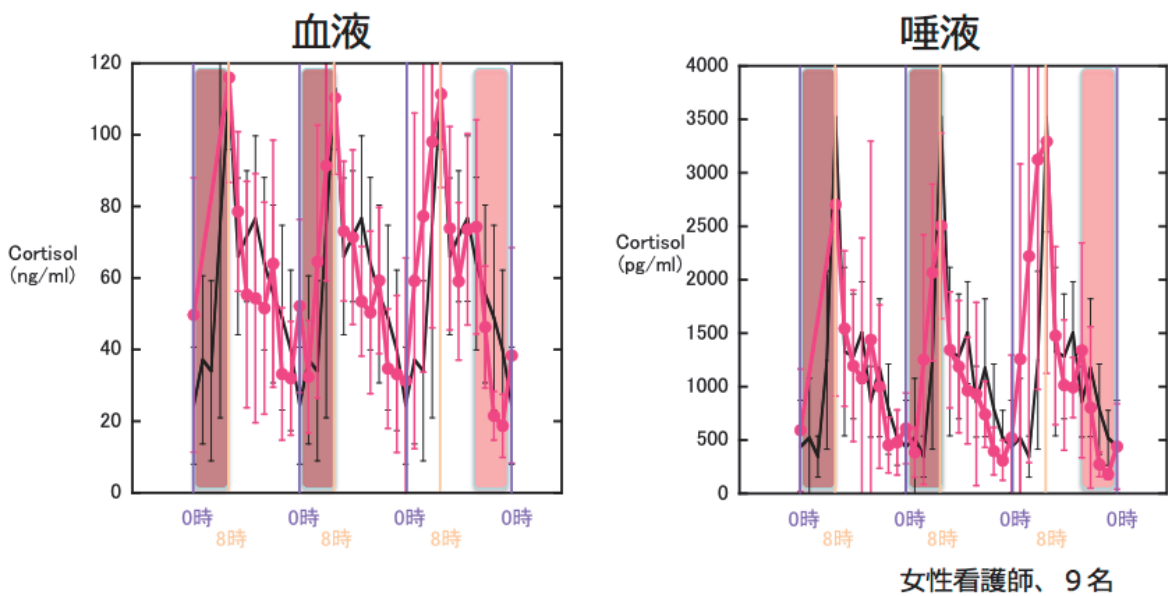 血液
120
100
80
60
40
20
0
Cortisol
(ng/ml)
0時
0時
0時
0時
8時
8時
8時
唾液
4000
3500
3000
2500
2000
1500
1000
500
0
Cortisol
(pg/ml)
0時
0時
0時
0時
8時
8時
8時
女性看護師、９名